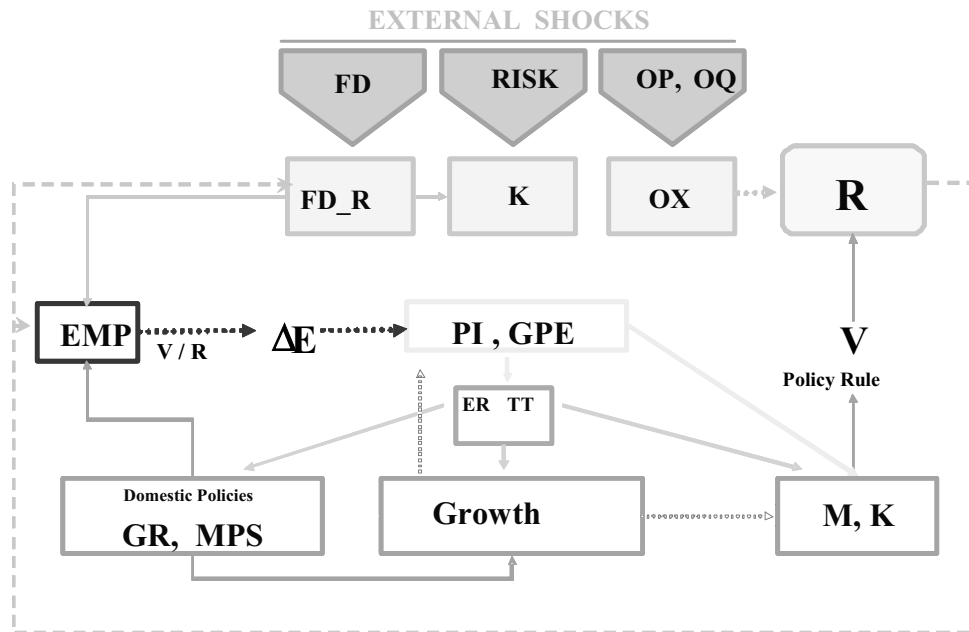 EXTERNAL SHOCKS
FD
RISK
OP, OQ
FD_R
K
OX
R
EMP
V / R
ΔE
PI , GPE
V
Policy Rule
ER TT
Domestic Policies
GR, MPS
Growth
M, K